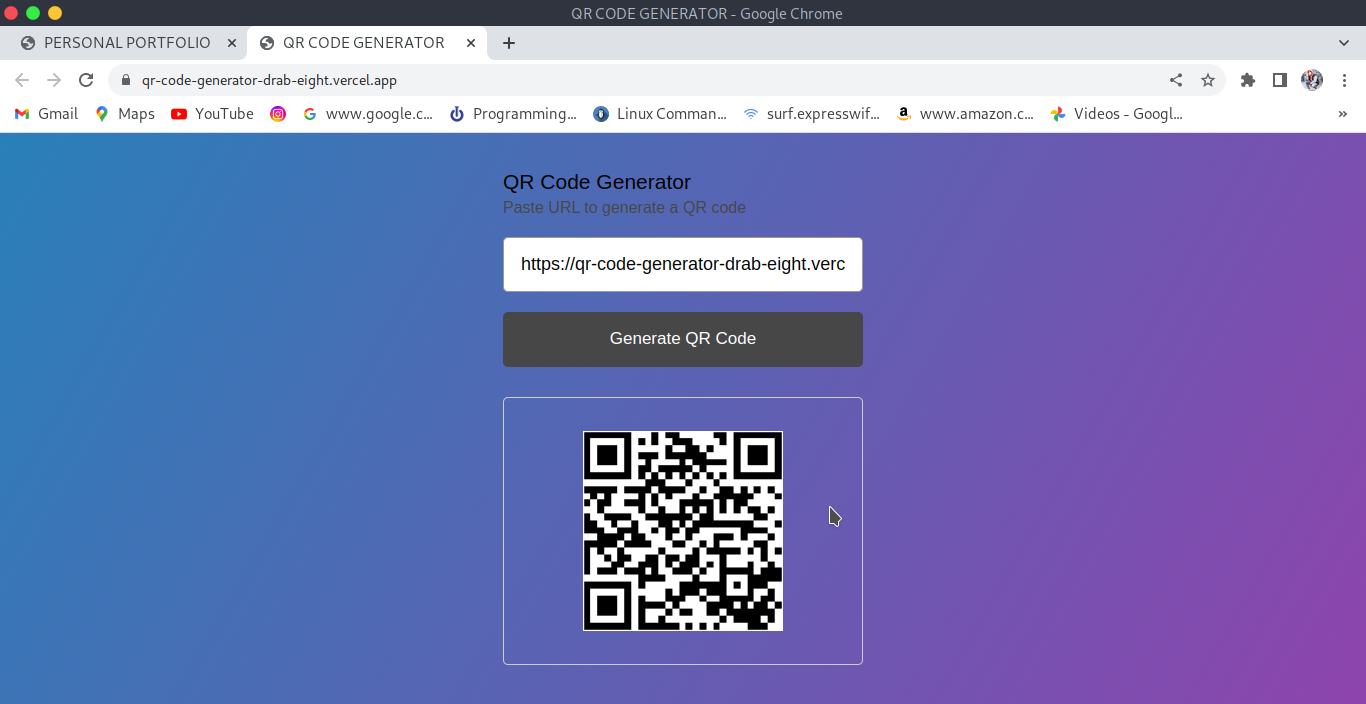 QR CODE GENERATOR - Google Chrome
PERSONAL PORTFOLIO QR CODE GENERATOR
qr-code-generator-drab-eight.vercel.app
Gmail Maps YouTube www.google.c... Programming... Linux Comman... surf.expresswif... www.amazon.c... Videos - Googl...
QR Code Generator
Paste URL to generate a QR code
https://qr-code-generator-drab-eight.verc
Generate QR Code